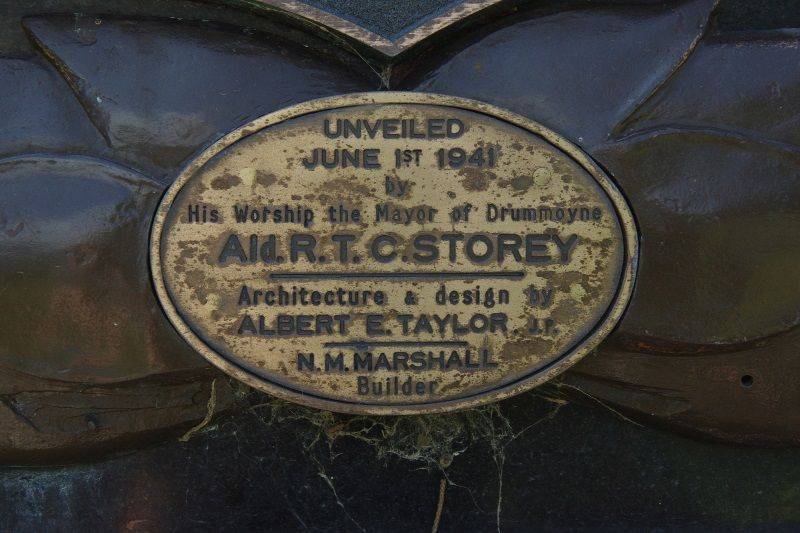 UNVEILED
JUNE 1ST 1941
by
His Worship the Mayor of Drummoyne
Ald. R. T. C. STOREY
Architecture & design by
ALBERT E. TAYLOR. J.P.
N. M. MARSHALL
Builder